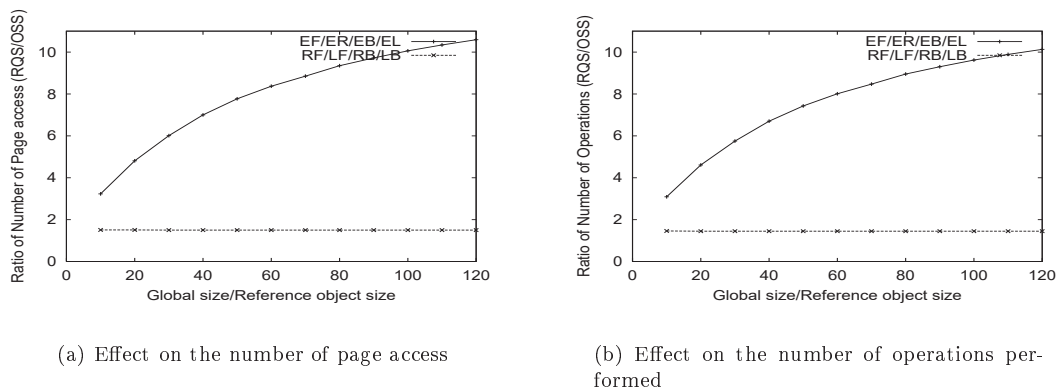 Ratio of Number of Page access (RQS/OSS)
EF/ER/EB/EL
RF/LF/RB/LB
10
8
6
4
2
0
0 20 40 60 80 100 120
Global size/Reference object size
(a) Effect on the number of page access
Ratio of Number of Operations (RQS/OSS)
EF/ER/EB/EL
RF/LF/RB/LB
10
8
6
4
2
0
0 20 40 60 80 100 120
Global size/Reference object size
(b) Effect on the number of operations per-
formed